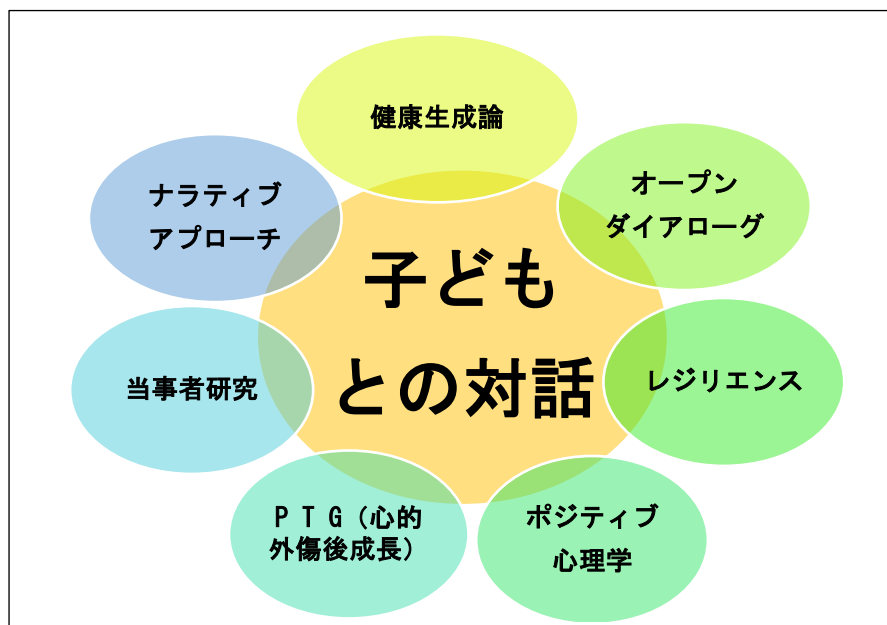 健康生成論
オープン
ダイアローグ
ナラティブ
アプローチ
子ども
との対話
レジリエンス
当事者研究
ＰＴＧ（心的
外傷後成長）
ポジティブ
心理学